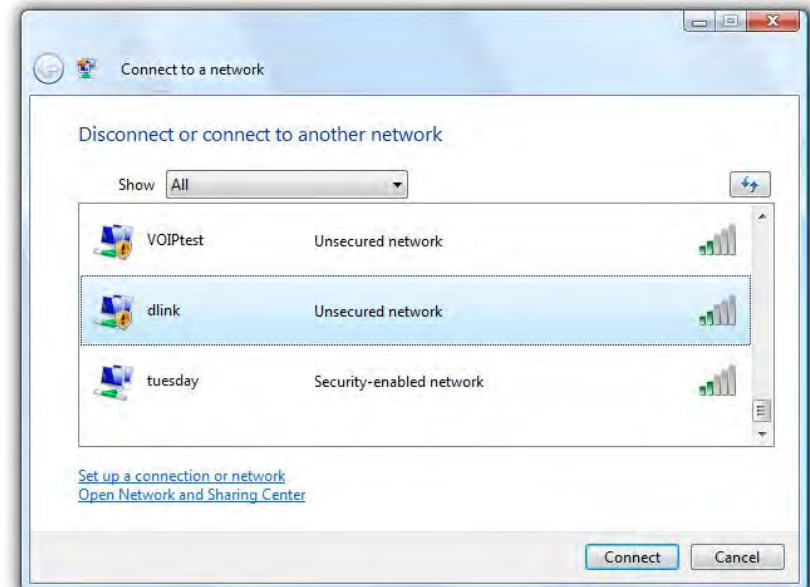 Connect to a network
Disconnect or connect to another network
Show All
VOIPtest Unsecured network
dlink Unsecured network
tuesday Security-enabled network
Set up a connection or network
Open Network and Sharing Center
Connect Cancel